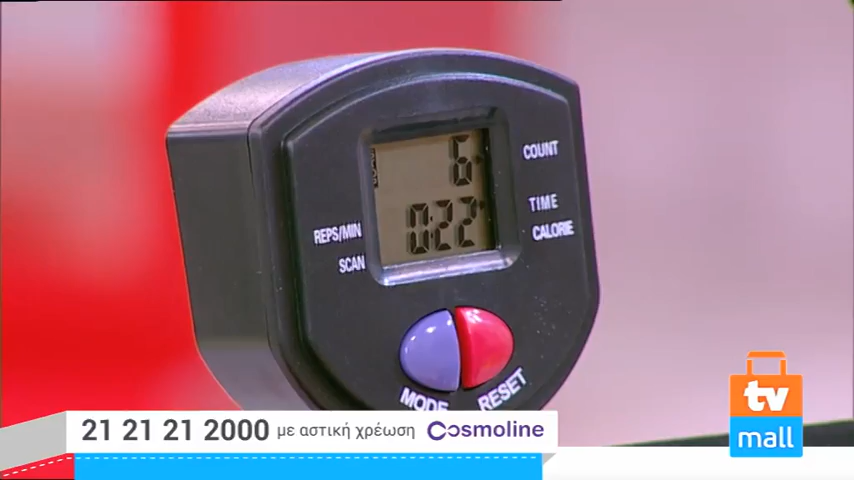 6
COUNT
0:22
TIME
REPS/MIN
CALORIE
SCAN
MODE
RESET
tv
mall
21 21 21 2000 με αστική χρέωση Cosmoline